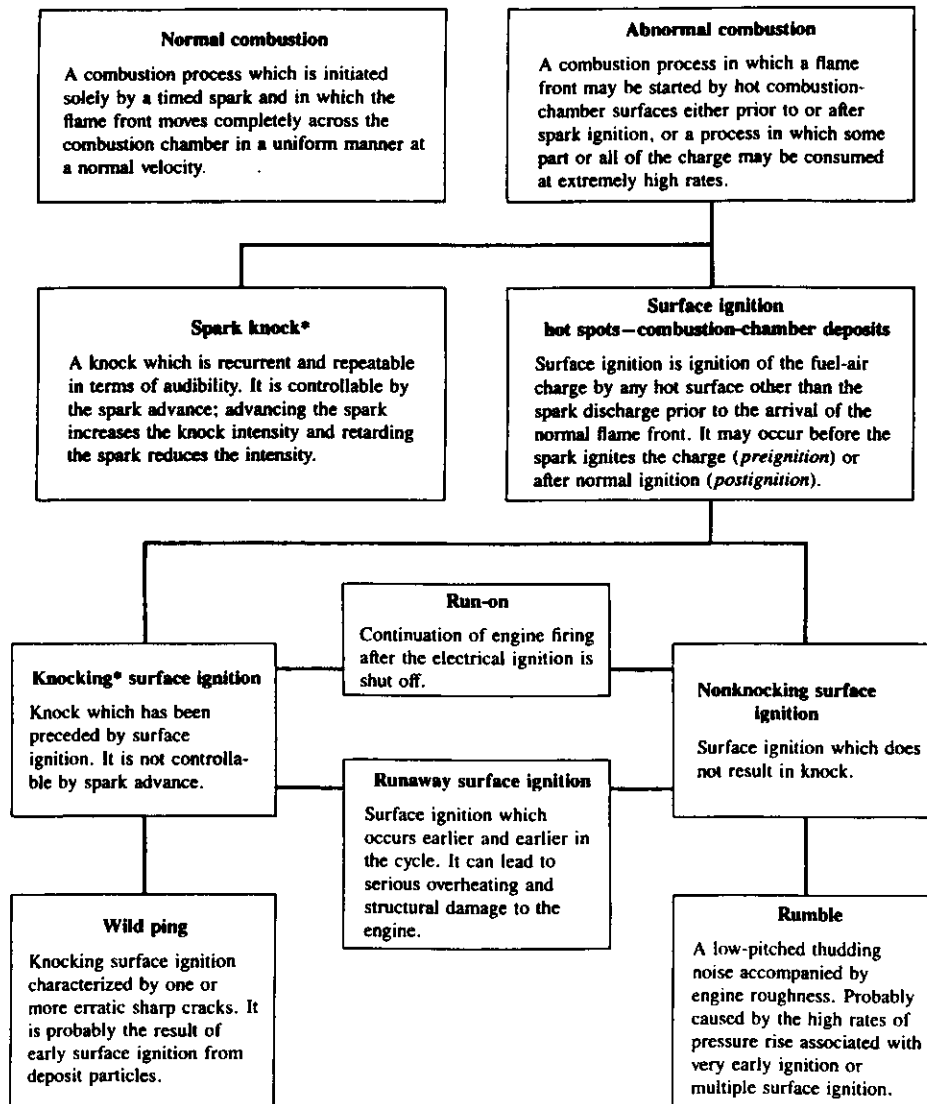 Normal combustion
A combustion process which is initiated
solely by a timed spark and in which the
flame front moves completely across the
combustion chamber in a uniform manner at
a normal velocity.
Abnormal combustion
A combustion process in which a flame
front may be started by hot combustion-
chamber surfaces either prior to or after
spark ignition, or a process in which some
part or all of the charge may be consumed
at extremely high rates.
Spark knock*
A knock which is recurrent and repeatable
in terms of audibility. It is controllable by
the spark advance; advancing the spark
increases the knock intensity and retarding
the spark reduces the intensity.
Surface ignition
hot spots–combustion-chamber deposits
Surface ignition is ignition of the fuel-air
charge by any hot surface other than the
spark discharge prior to the arrival of the
normal flame front. It may occur before the
spark ignites the charge (preignition) or
after normal ignition (postignition).
Run-on
Continuation of engine firing
after the electrical ignition is
shut off.
Knocking* surface ignition
Knock which has been
preceded by surface
ignition. It is not controlla-
ble by spark advance.
Nonknocking surface
ignition
Surface ignition which does
not result in knock.
Runaway surface ignition
Surface ignition which
occurs earlier and earlier in
the cycle. It can lead to
serious overheating and
structural damage to the
engine.
Wild ping
Knocking surface ignition
characterized by one or
more erratic sharp cracks. It
is probably the result of
early surface ignition from
deposit particles.
Rumble
A low-pitched thudding
noise accompanied by
engine roughness. Probably
caused by the high rates of
pressure rise associated with
very early ignition or
multiple surface ignition.